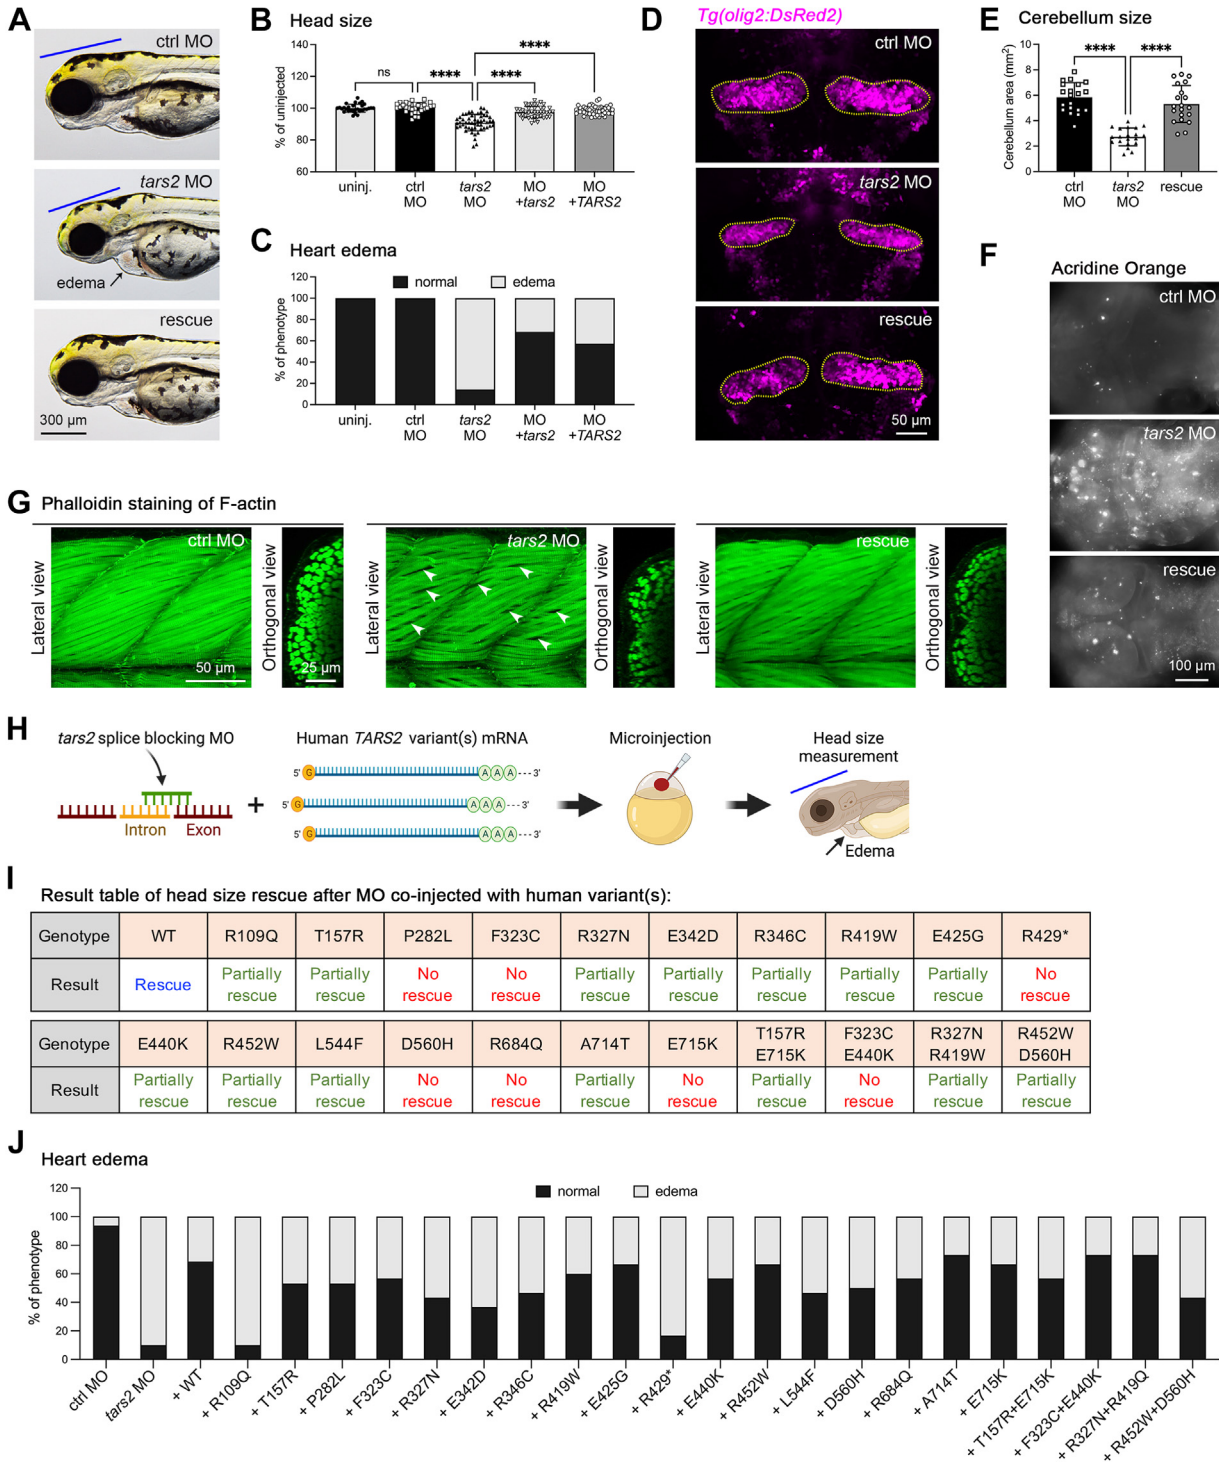 A
ctrl MO
tars2 MO
edema
rescue
300 µm
B Head size
% of uninjected
140
120
100
80
60
ns
****
****
****
uninj.
ctrl MO
tars2 MO
MO +tars2
MO +TARS2
C Heart edema
% of phenotype
120
100
80
60
40
20
0
normal
edema
uninj.
ctrl MO
tars2 MO
MO +tars2
MO +TARS2
D Tg(olig2:DsRed2)
ctrl MO
tars2 MO
rescue
50 µm
E Cerebellum size
Cerebellum area (mm²)
10
8
6
4
2
0
****
****
ctrl MO
tars2 MO
rescue
F
Acridine Orange
ctrl MO
tars2 MO
rescue
100 µm
G Phalloidin staining of F-actin
Lateral view
ctrl MO
50 µm
Orthogonal view
25 µm
Lateral view
tars2 MO
Orthogonal view
Lateral view
rescue
Orthogonal view
H
tars2 splice blocking MO
Intron
Exon
+
Human TARS2 variant(s) mRNA
5' G A A A --- 3'
5' G A A A --- 3'
5' G A A A --- 3'
Microinjection
Head size
measurement
Edema
I
Result table of head size rescue after MO co-injected with human variant(s):
Genotype WT R109Q T157R P282L F323C R327N E342D R346C R419W E425G R429*
Result Rescue Partially rescue Partially rescue No rescue No rescue Partially rescue Partially rescue Partially rescue Partially rescue Partially rescue No rescue
Genotype E440K R452W L544F D560H R684Q A714T E715K T157R E715K F323C E440K R327N R419W R452W D560H
Result Partially rescue Partially rescue Partially rescue No rescue No rescue Partially rescue No rescue Partially rescue No rescue Partially rescue Partially rescue
J
Heart edema
normal
edema
% of phenotype
120
100
80
60
40
20
0
ctrl MO
tars2 MO
+ WT
+ R109Q
+ T157R
+ P282L
+ F323C
+ R327N
+ E342D
+ R346C
+ R419W
+ E425G
+ R429*
+ E440K
+ R452W
+ L544F
+ D560H
+ R684Q
+ A714T
+ E715K
+ T157R+E715K
+ F323C+E440K
+ R327N+R419Q
+ R452W+D560H